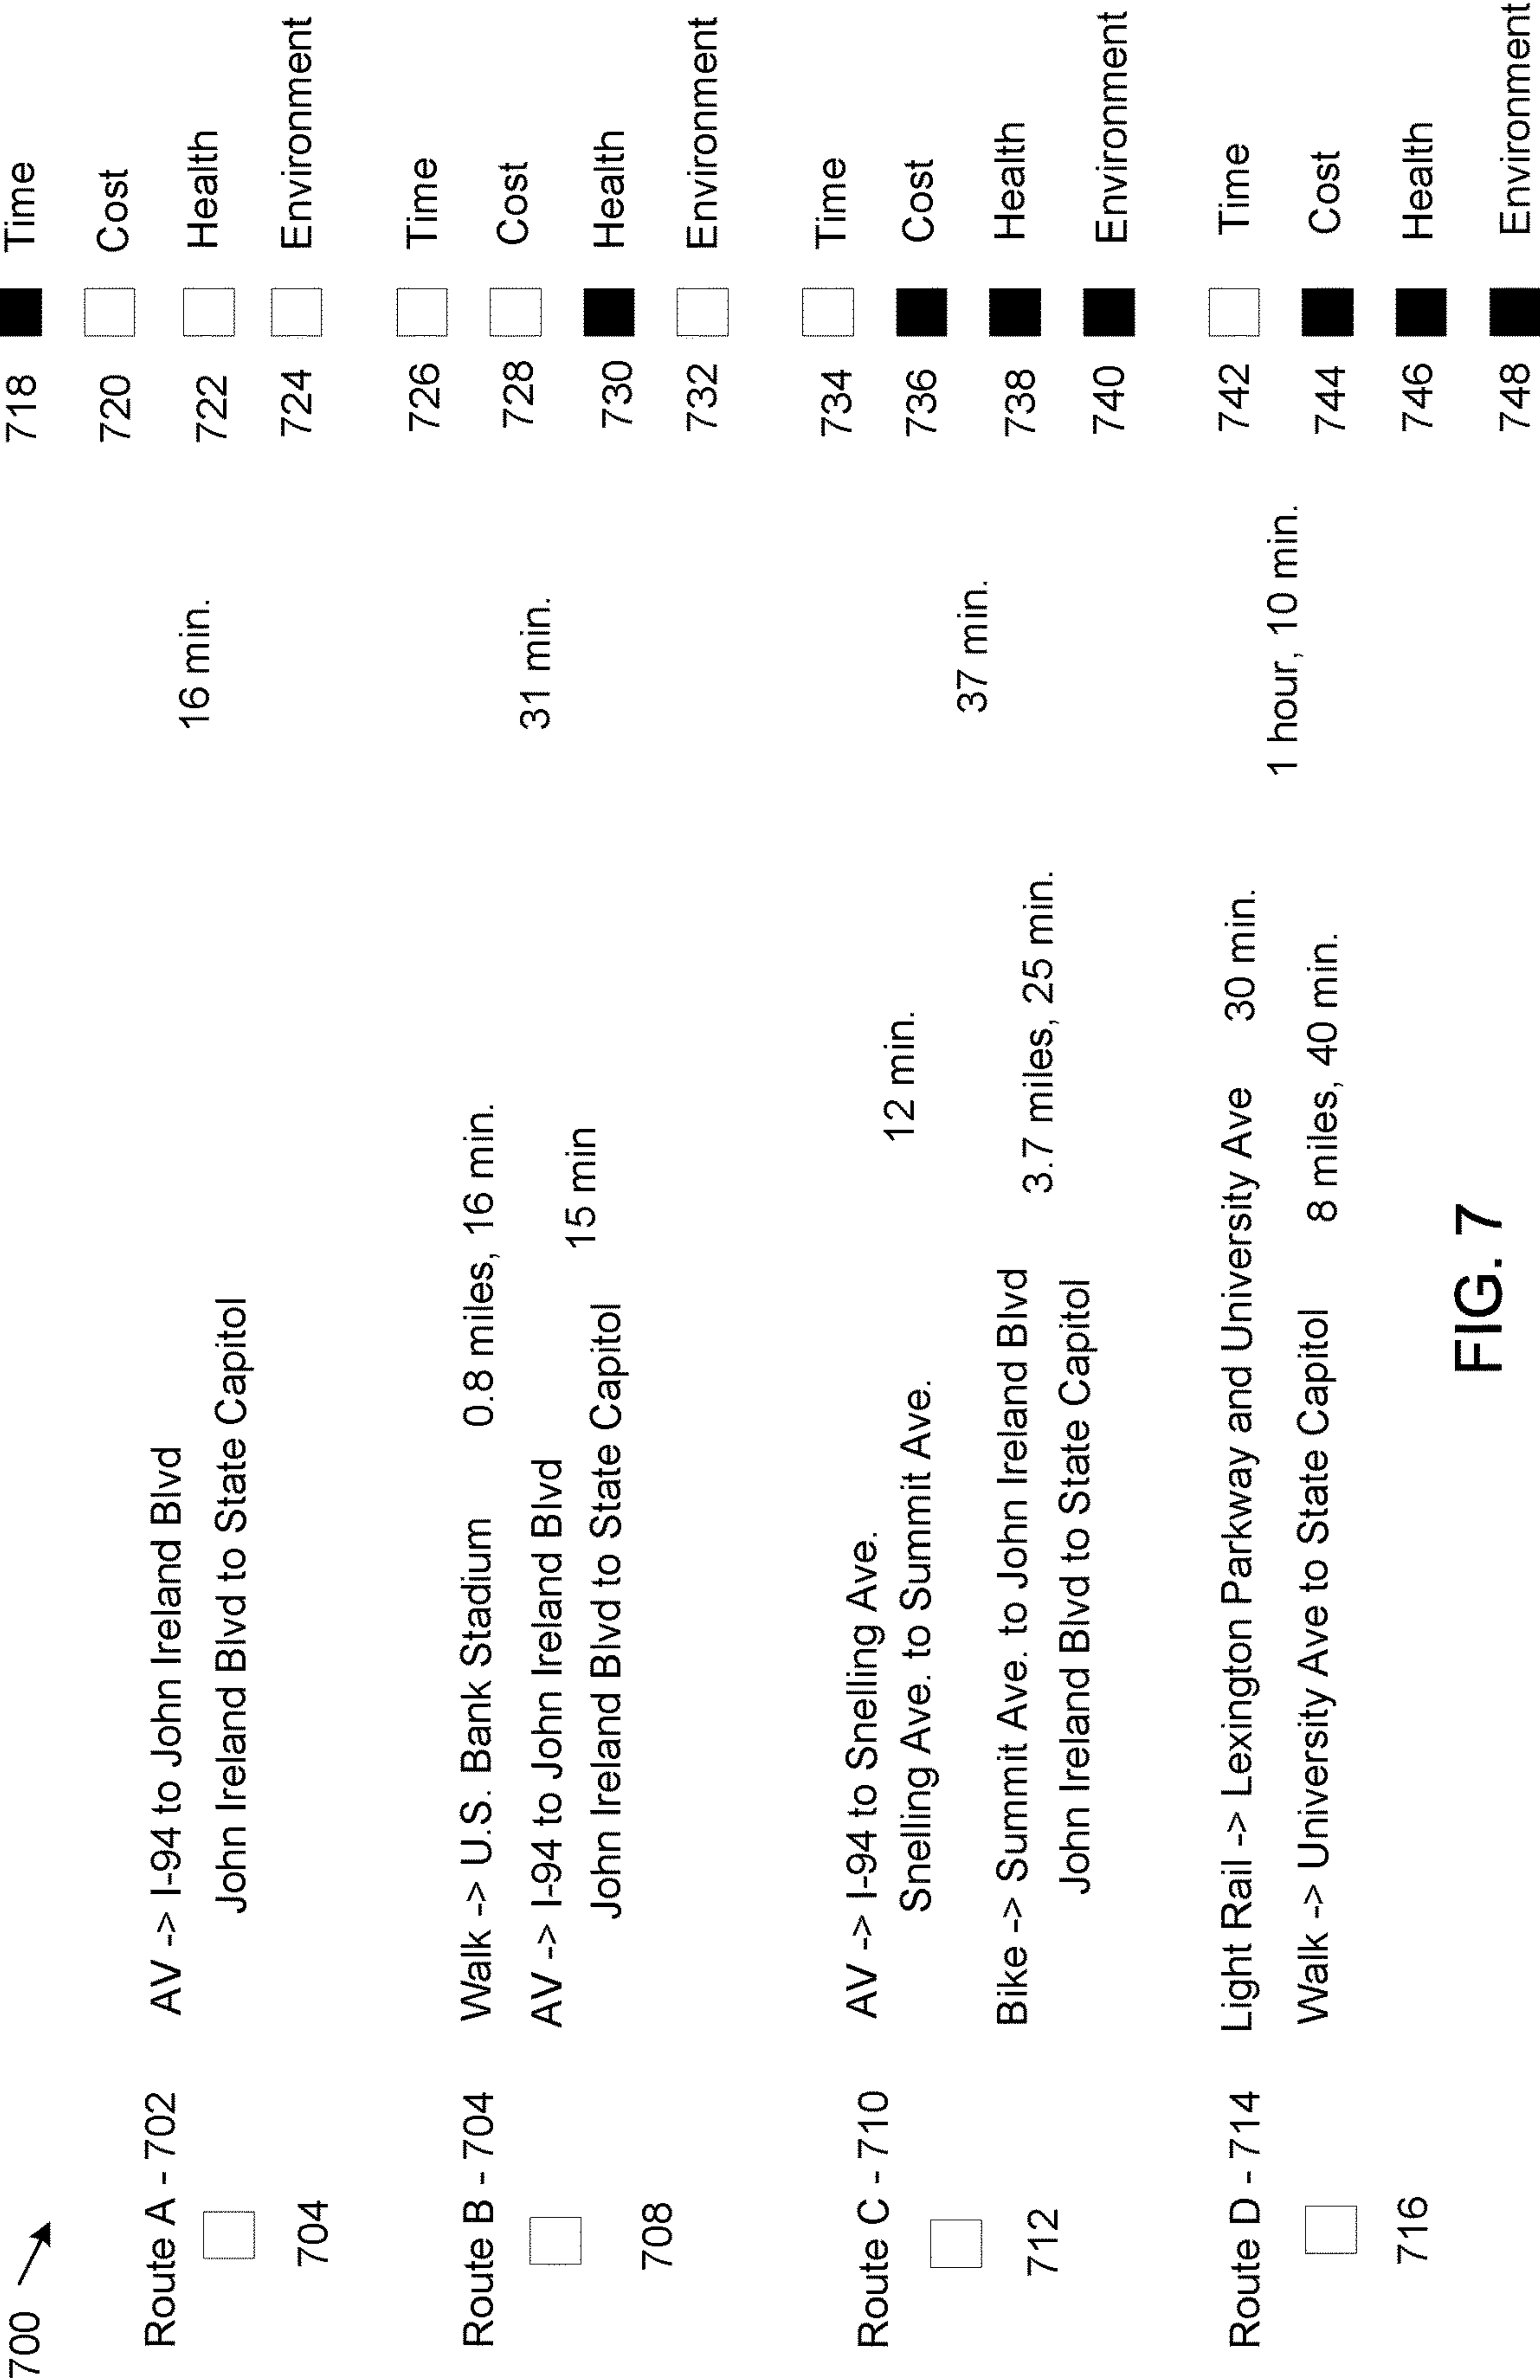 700
Route A - 702
704
AV -> I-94 to John Ireland Blvd
John Ireland Blvd to State Capitol
16 min.
718 Time
720 Cost
722 Health
724 Environment
Route B - 704
708
Walk -> U.S. Bank Stadium 0.8 miles, 16 min.
AV -> I-94 to John Ireland Blvd
15 min
John Ireland Blvd to State Capitol
31 min.
726 Time
728 Cost
730 Health
732 Environment
Route C - 710
712
AV -> I-94 to Snelling Ave.
12 min.
Snelling Ave. to Summit Ave.
Bike -> Summit Ave. to John Ireland Blvd
3.7 miles, 25 min.
John Ireland Blvd to State Capitol
37 min.
734 Time
736 Cost
738 Health
740 Environment
Route D - 714
716
Light Rail -> Lexington Parkway and University Ave 30 min.
Walk -> University Ave to State Capitol 8 miles, 40 min.
1 hour, 10 min.
742 Time
744 Cost
746 Health
748 Environment
FIG. 7